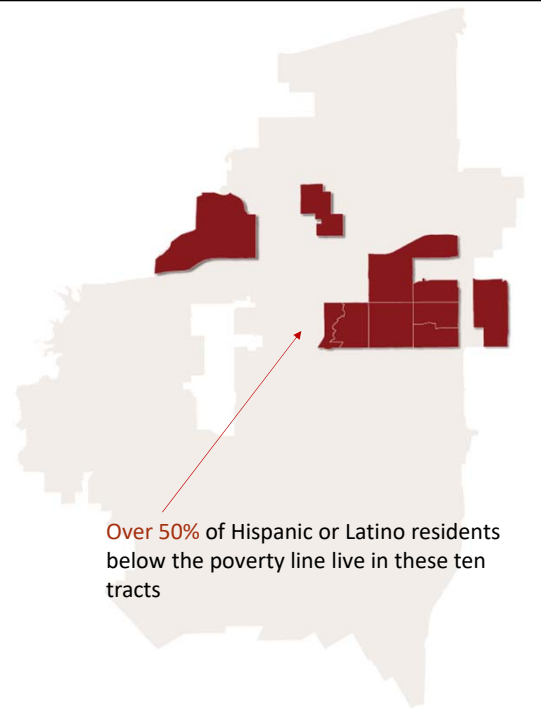 Over 50% of Hispanic or Latino residents
below the poverty line live in these ten
tracts